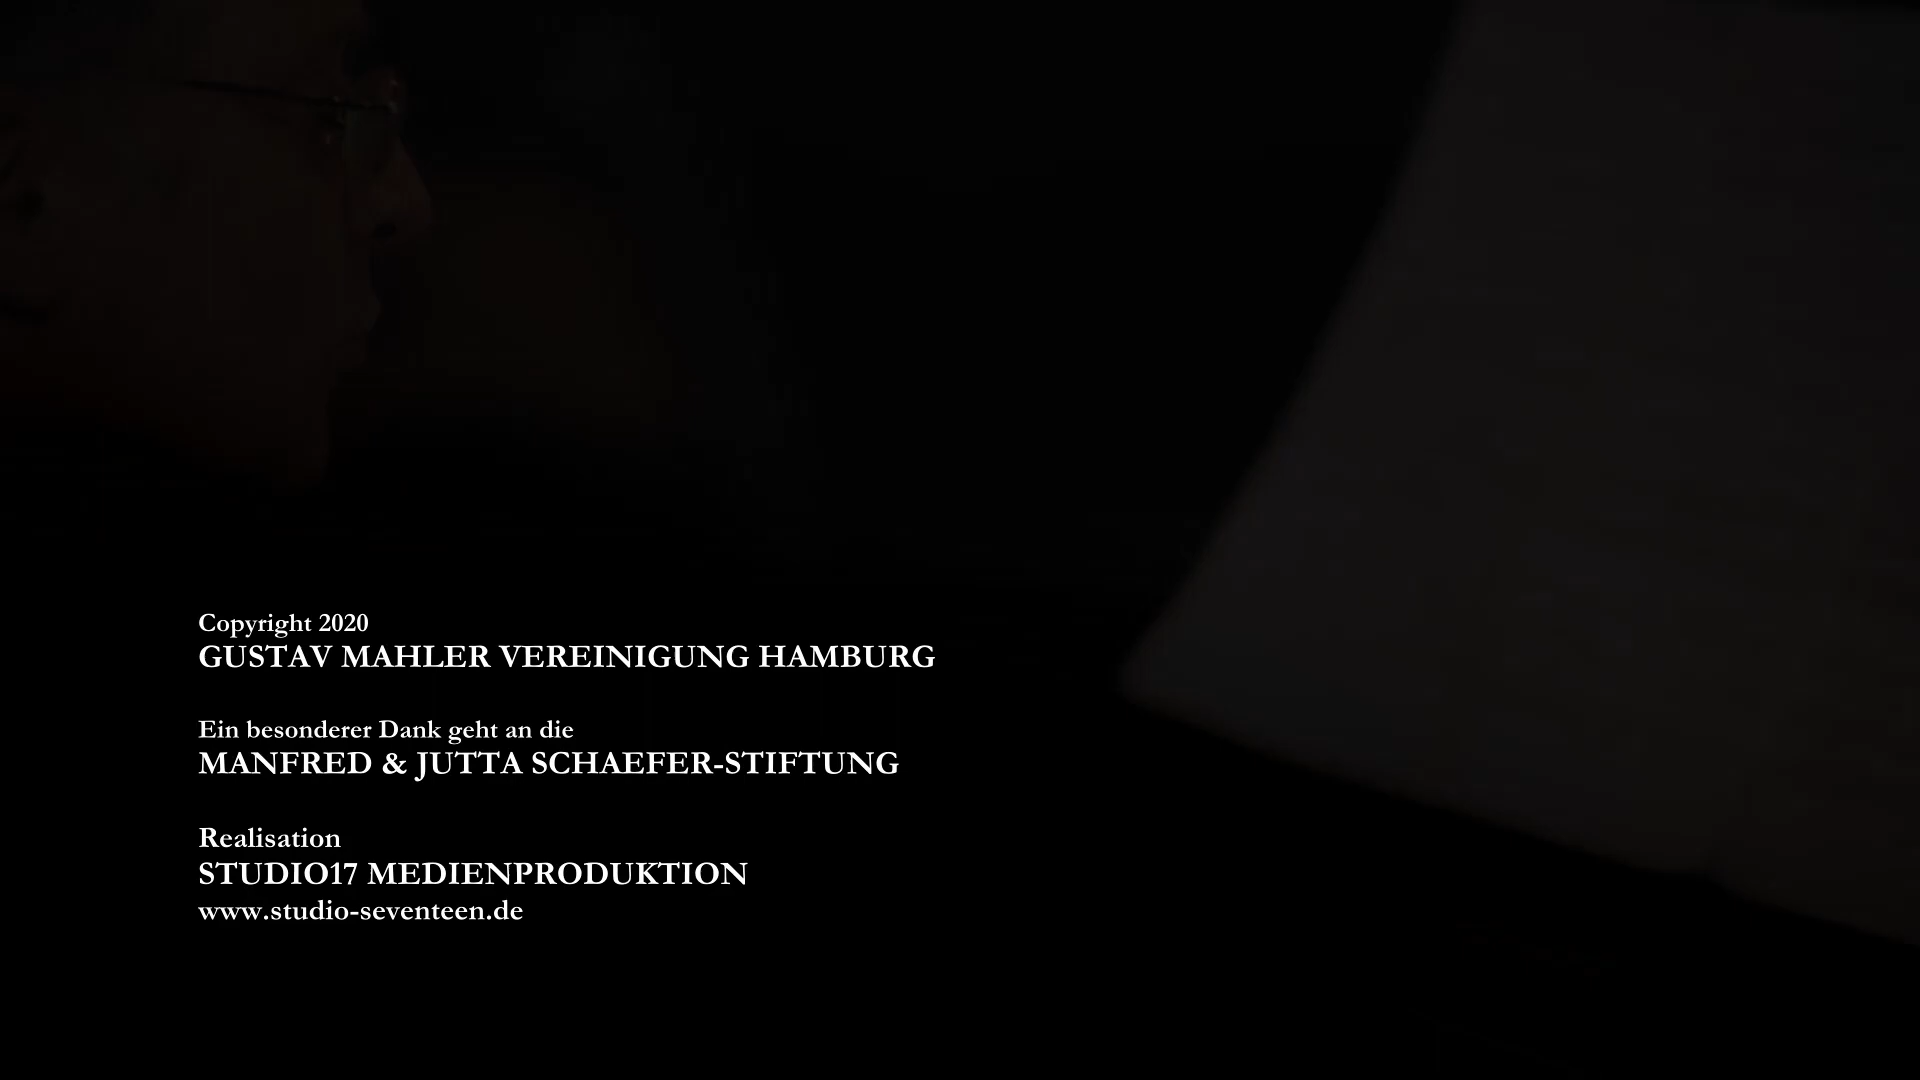 Copyright 2020
GUSTAV MAHLER VEREINIGUNG HAMBURG
Ein besonderer Dank geht an die
MANFRED & JUTTA SCHAEFER-STIFTUNG
Realisation
STUDIO17 MEDIENPRODUKTION
www.studio-seventeen.de